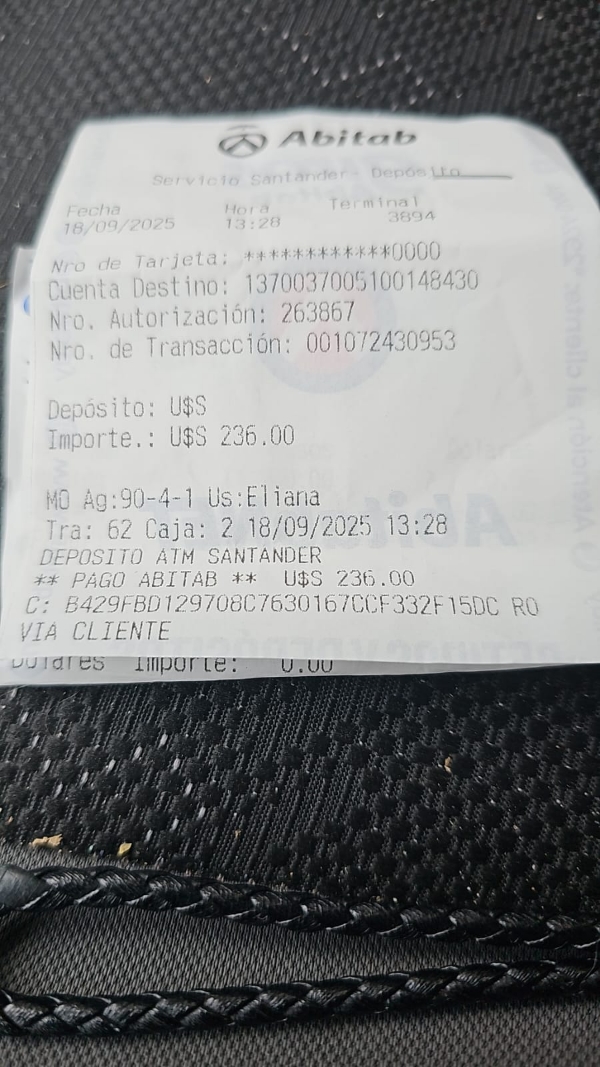 Abitab
Servicio Santander- Depósito
Fecha Hora Terminal
18/09/2025 13:28 3894
Nro de Tarjeta: ************0000
Cuenta Destino: 1370037005100148430
Nro. Autorización: 263867
Nro. de Transacción: 001072430953
Depósito: U$S
Importe.: U$S 236.00
MO Ag:90-4-1 Us:Eliana
Tra: 62 Caja: 2 18/09/2025 13:28
DEPOSITO ATM SANTANDER
** PAGO ABITAB ** U$S 236.00
C: B429FBD129708C7630167CCF332F15DC RO
VIA CLIENTE
Dólares Importe: 0.00